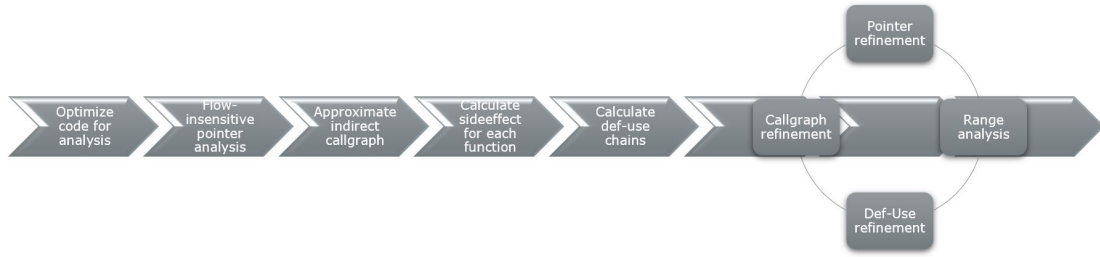 Optimize
code for
analysis
Flow-
insensitive
pointer
analysis
Approximate
indirect
callgraph
Calculate
sideeffect
for each
function
Calculate
def-use
chains
Pointer
refinement
Callgraph
refinement
Range
analysis
Def-Use
refinement